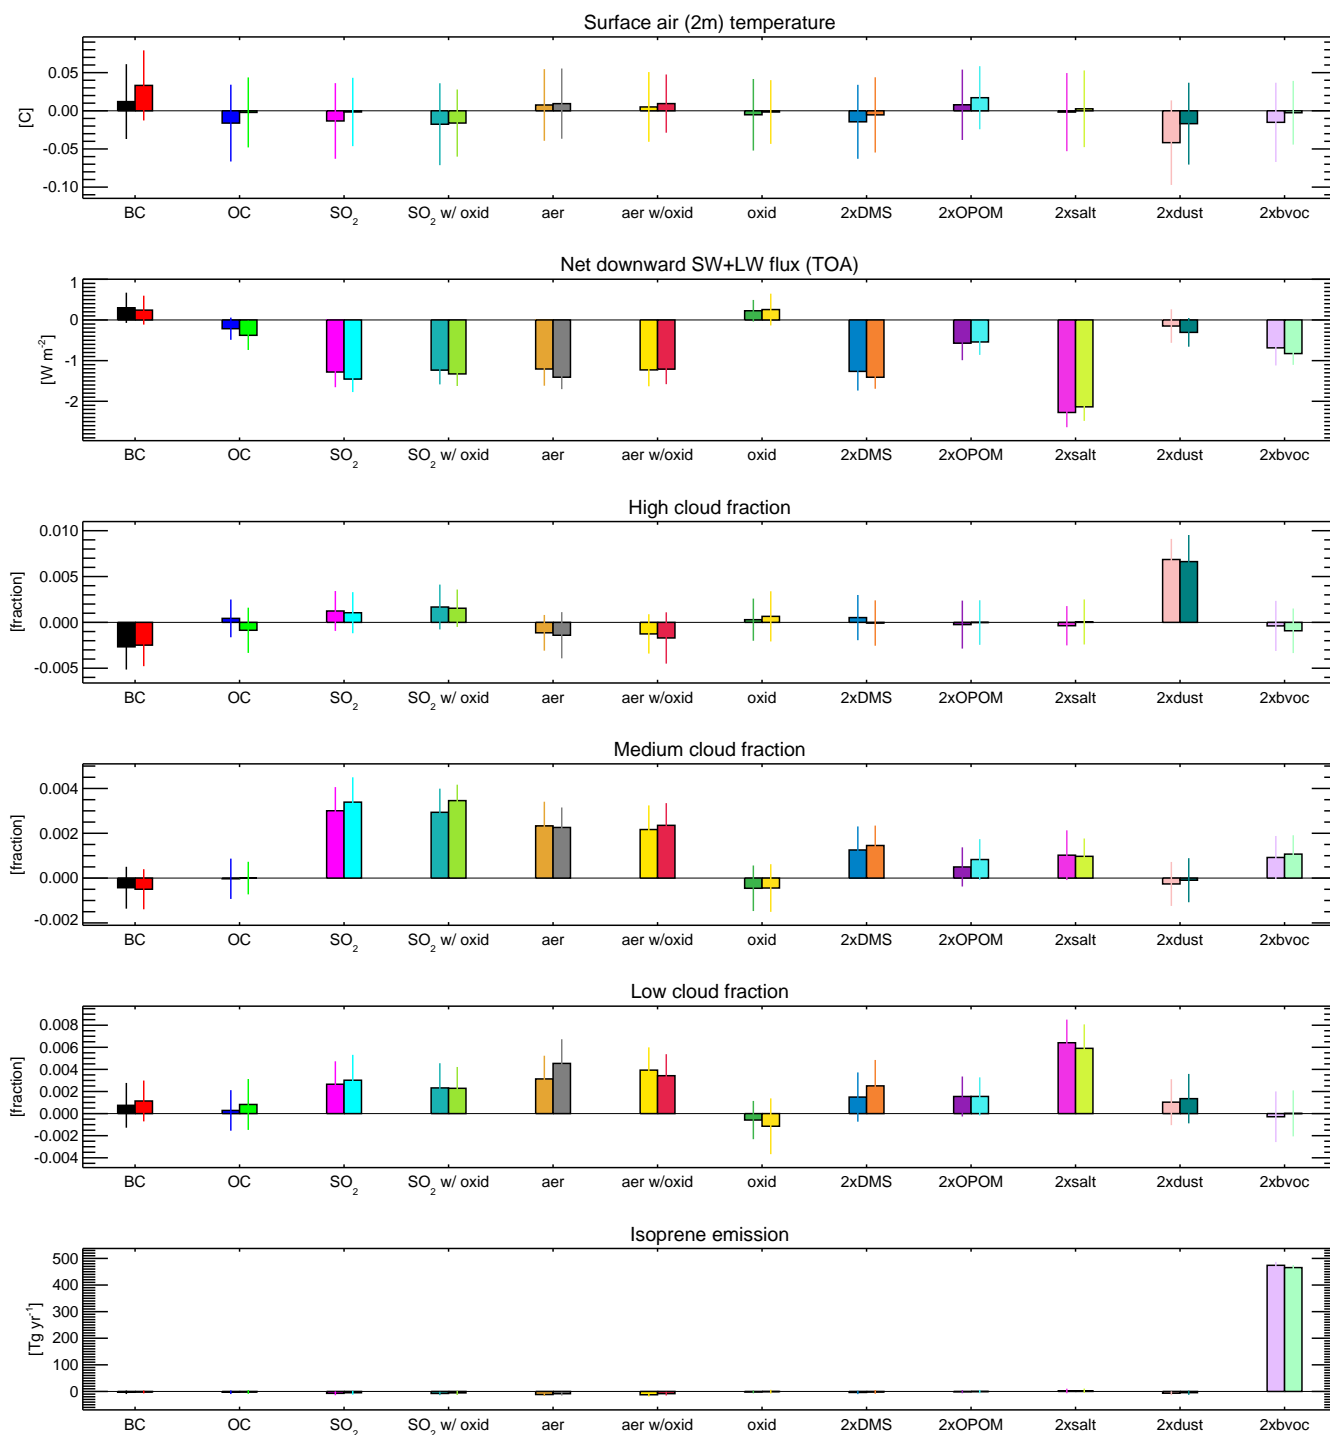 Surface air (2m) temperature
[C]
0.05
0.00
-0.05
-0.10
BC OC SO2 SO2 w/ oxid aer aer w/oxid oxid 2xDMS 2xOPOM 2xsalt 2xdust 2xbvoc
Net downward SW+LW flux (TOA)
[W m-2]
1
0
-1
-2
BC OC SO2 SO2 w/ oxid aer aer w/oxid oxid 2xDMS 2xOPOM 2xsalt 2xdust 2xbvoc
High cloud fraction
[fraction]
0.010
0.005
0.000
-0.005
BC OC SO2 SO2 w/ oxid aer aer w/oxid oxid 2xDMS 2xOPOM 2xsalt 2xdust 2xbvoc
Medium cloud fraction
[fraction]
0.004
0.002
0.000
-0.002
BC OC SO2 SO2 w/ oxid aer aer w/oxid oxid 2xDMS 2xOPOM 2xsalt 2xdust 2xbvoc
Low cloud fraction
[fraction]
0.008
0.006
0.004
0.002
0.000
-0.002
-0.004
BC OC SO2 SO2 w/ oxid aer aer w/oxid oxid 2xDMS 2xOPOM 2xsalt 2xdust 2xbvoc
Isoprene emission
[Tg yr-1]
500
400
300
200
100
0
BC OC SO2 SO2 w/ oxid aer aer w/oxid oxid 2xDMS 2xOPOM 2xsalt 2xdust 2xbvoc